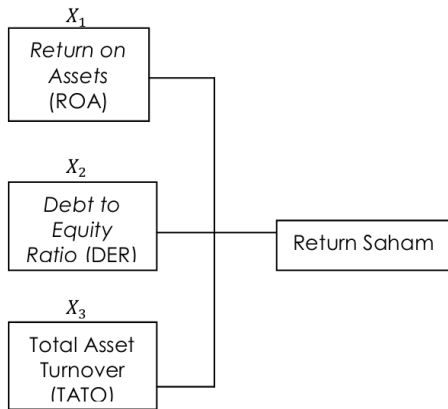 X₁
Return on
Assets
(ROA)
X₂
Debt to
Equity
Ratio (DER)
Return Saham
X₃
Total Asset
Turnover
(TATO)